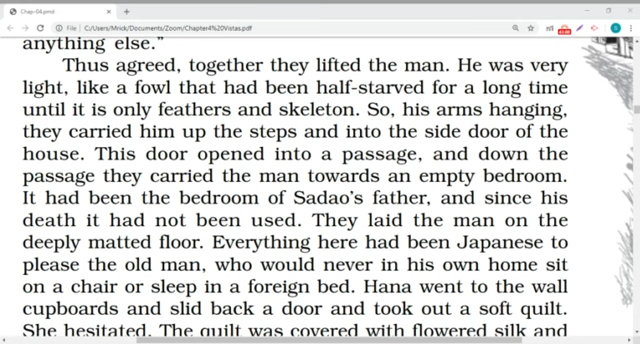 Chap-04.pmd
File | C:/Users/Mrick/Documents/Zoom/Chapter4%20Vistas.pdf
anything else."
Thus agreed, together they lifted the man. He was very
light, like a fowl that had been half-starved for a long time
until it is only feathers and skeleton. So, his arms hanging,
they carried him up the steps and into the side door of the
house. This door opened into a passage, and down the
passage they carried the man towards an empty bedroom.
It had been the bedroom of Sadao's father, and since his
death it had not been used. They laid the man on the
deeply matted floor. Everything here had been Japanese to
please the old man, who would never in his own home sit
on a chair or sleep in a foreign bed. Hana went to the wall
cupboards and slid back a door and took out a soft quilt.
She hesitated. The quilt was covered with flowered silk and